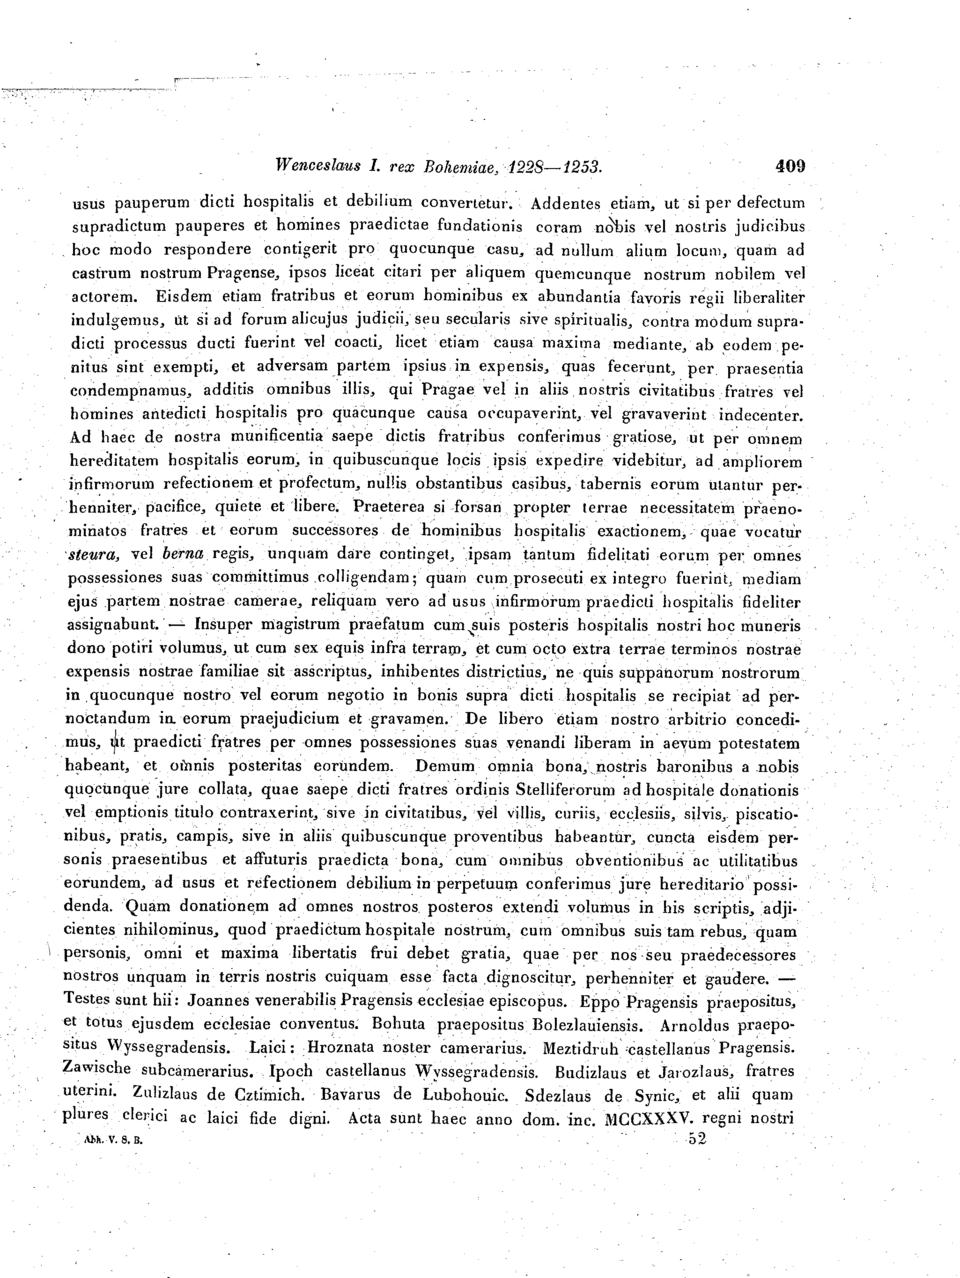 Wenceslaus I. rex Bohemiae, 1228—1253. 409
usus pauperum dicti hospitalis et debilium convertetur. Addentes etiam, ut si per defectum
supradictum pauperes et homines praedictae fundationis coram nobis vel nostris judicibus
hoc modo respondere contigerit pro quocunque casu, ad nullum alium locum, quam ad
castrum nostrum Pragense, ipsos liceat citari per aliquem quemcunque nostrum nobilem vel
actorem. Eisdem etiam fratribus et eorum hominibus ex abundantia favoris regii liberaliter
indulgemus, ut si ad forum alicujus judicii, seu secularis sive spiritualis, contra modum supra-
dicti processus ducti fuerint vel coacti, licet etiam causa maxima mediante, ab eodem pe-
nitus sint exempti, et adversam partem ipsius in expensis, quas fecerunt, per praesentia
condempnamus, additis omnibus illis, qui Pragae vel in aliis nostris civitatibus fratres vel
homines antedicti hospitalis pro quacunque causa occupaverint, vel gravaverint indecenter.
Ad haec de nostra munificentia saepe dictis fratribus conferimus gratiose, ut per omnem
hereditatem hospitalis eorum, in quibuscunque locis ipsis expedire videbitur, ad ampliorem
infirmorum refectionem et profectum, nullis obstantibus casibus, tabernis eorum utantur per-
henniter, pacifice, quiete et libere. Praeterea si forsan propter terrae necessitatem praeno-
minatos fratres et eorum successores de hominibus hospitalis exactionem, quae vocatur
steura, vel berna regis, unquam dare continget, ipsam tantum fidelitati eorum per omnes
possessiones suas committimus colligendam; quam cum prosecuti ex integro fuerint, mediam
ejus partem nostrae camerae, reliquam vero ad usus infirmorum praedicti hospitalis fideliter
assignabunt. — Insuper magistrum praefatum cum suis posteris hospitalis nostri hoc muneris
dono potiri volumus, ut cum sex equis infra terram, et cum octo extra terrae terminos nostrae
expensis nostrae familiae sit asscriptus, inhibentes districtius, ne quis suppanorum nostrorum
in quocunque nostro vel eorum negotio in bonis supra dicti hospitalis se recipiat ad per-
noctandum in eorum praejudicium et gravamen. De libero etiam nostro arbitrio concedi-
mus, ut praedicti fratres per omnes possessiones suas venandi liberam in aevum potestatem
habeant, et omnis posteritas eorundem. Demum omnia bona, nostris baronibus a nobis
quocunque jure collata, quae saepe dicti fratres ordinis Stelliferorum ad hospitale donationis
vel emptionis titulo contraxerint, sive in civitatibus, vel villis, curiis, ecclesiis, silvis, piscatio-
nibus, pratis, campis, sive in aliis quibuscunque proventibus habeantur, cuncta eisdem per-
sonis praesentibus et affuturis praedicta bona, cum omnibus obventionibus ac utilitatibus
eorundem, ad usus et refectionem debilium in perpetuum conferimus jure hereditario possi-
denda. Quam donationem ad omnes nostros posteros extendi volumus in his scriptis, adji-
cientes nihilominus, quod praedictum hospitale nostrum, cum omnibus suis tam rebus, quam
personis, omni et maxima libertatis frui debet gratia, quae per nos seu praedecessores
nostros unquam in terris nostris cuiquam esse facta dignoscitur, perhenniter et gaudere. —
Testes sunt hii: Joannes venerabilis Pragensis ecclesiae episcopus. Eppo Pragensis praepositus,
et totus ejusdem ecclesiae conventus. Bohuta praepositus Bolezlauiensis. Arnoldus praepo-
situs Wyssegradensis. Laici: Hroznata noster camerarius. Meztidruh castellanus Pragensis.
Zawische subcamerarius. Ipoch castellanus Wyssegradensis. Budizlaus et Jarozlaus, fratres
uterini. Zulizlaus de Cztimich. Bavarus de Lubohouic. Sdezlaus de Synic, et alii quam
plures clerici ac laici fide digni. Acta sunt haec anno dom. inc. MCCXXXV. regni nostri
Abh. V. 8. B. 52